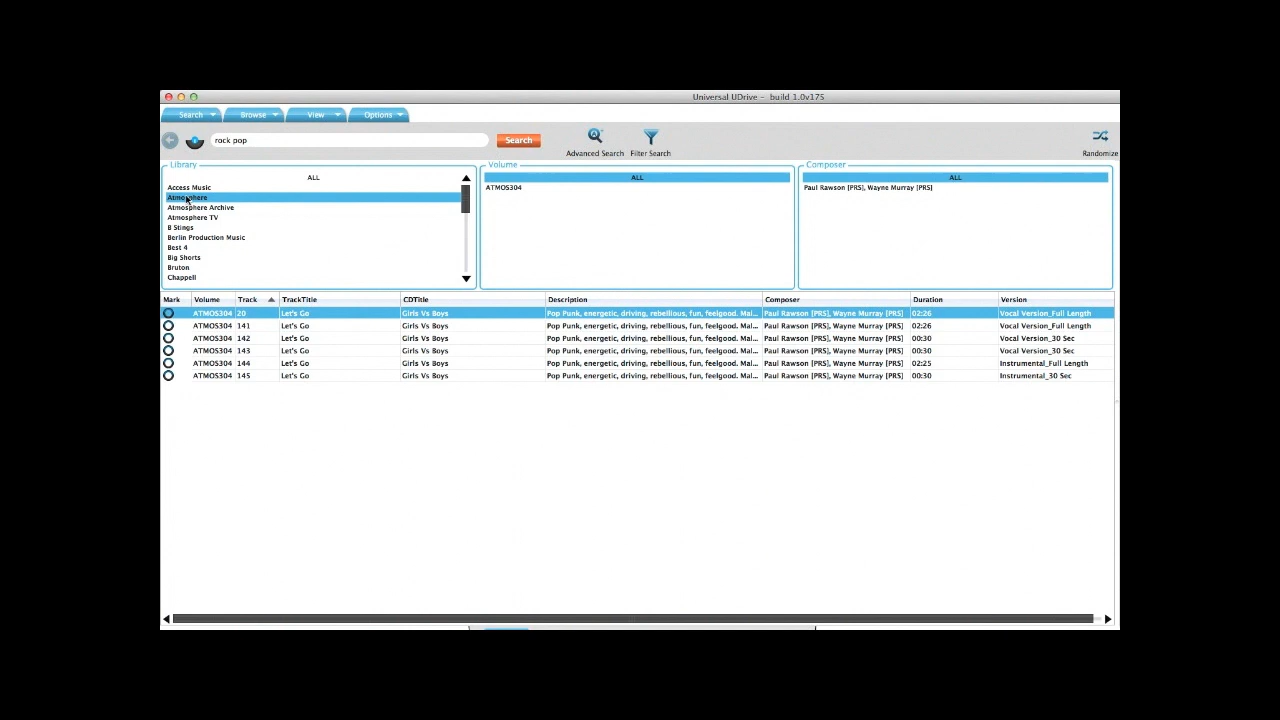 Universal UDrive - build 1.0v175
Search Browse View Options
rock pop Search Advanced Search Filter Search Randomize
Library Volume Composer
ALL ALL ALL
Access Music ATMOS304 Paul Rawson [PRS], Wayne Murray [PRS]
Atmosphere
Atmosphere Archive
Atmosphere TV
B Stings
Berlin Production Music
Best 4
Big Shorts
Bruton
Chappell
Mark Volume Track TrackTitle CDTitle Description Composer Duration Version
ATMOS304 20 Let's Go Girls Vs Boys Pop Punk, energetic, driving, rebellious, fun, feelgood. Mal... Paul Rawson [PRS], Wayne Murray [PRS] 02:26 Vocal Version_Full Length
ATMOS304 141 Let's Go Girls Vs Boys Pop Punk, energetic, driving, rebellious, fun, feelgood. Mal... Paul Rawson [PRS], Wayne Murray [PRS] 02:26 Vocal Version_Full Length
ATMOS304 142 Let's Go Girls Vs Boys Pop Punk, energetic, driving, rebellious, fun, feelgood. Mal... Paul Rawson [PRS], Wayne Murray [PRS] 00:30 Vocal Version_30 Sec
ATMOS304 143 Let's Go Girls Vs Boys Pop Punk, energetic, driving, rebellious, fun, feelgood. Mal... Paul Rawson [PRS], Wayne Murray [PRS] 00:30 Vocal Version_30 Sec
ATMOS304 144 Let's Go Girls Vs Boys Pop Punk, energetic, driving, rebellious, fun, feelgood. Mal... Paul Rawson [PRS], Wayne Murray [PRS] 02:25 Instrumental_Full Length
ATMOS304 145 Let's Go Girls Vs Boys Pop Punk, energetic, driving, rebellious, fun, feelgood. Mal... Paul Rawson [PRS], Wayne Murray [PRS] 00:30 Instrumental_30 Sec